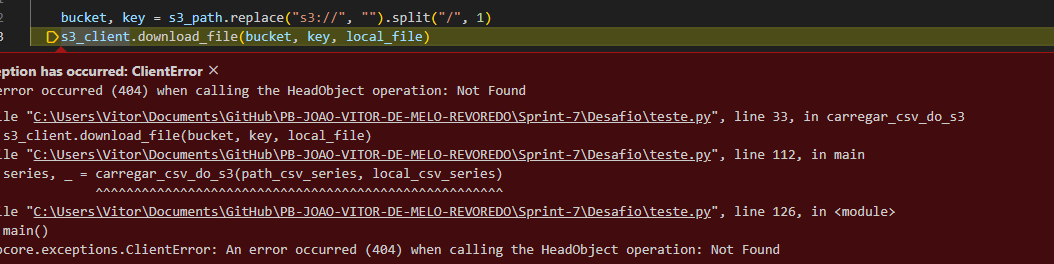 2 bucket, key = s3_path.replace("s3://", "").split("/", 1)
3 s3_client.download_file(bucket, key, local_file)
eption has occurred: ClientError ×
error occurred (404) when calling the HeadObject operation: Not Found
ile "C:\Users\Vitor\Documents\GitHub\PB-JOAO-VITOR-DE-MELO-REVOREDO\Sprint-7\Desafio\teste.py", line 33, in carregar_csv_do_s3
s3_client.download_file(bucket, key, local_file)
ile "C:\Users\Vitor\Documents\GitHub\PB-JOAO-VITOR-DE-MELO-REVOREDO\Sprint-7\Desafio\teste.py", line 112, in main
series, _ = carregar_csv_do_s3(path_csv_series, local_csv_series)
^^^^^^^^^^^^^^^^^^^^^^^^^^^^^^^^^^^^^^^^^^^^^^^^^^^^^
ile "C:\Users\Vitor\Documents\GitHub\PB-JOAO-VITOR-DE-MELO-REVOREDO\Sprint-7\Desafio\teste.py", line 126, in <module>
main()
ocore.exceptions.ClientError: An error occurred (404) when calling the HeadObject operation: Not Found